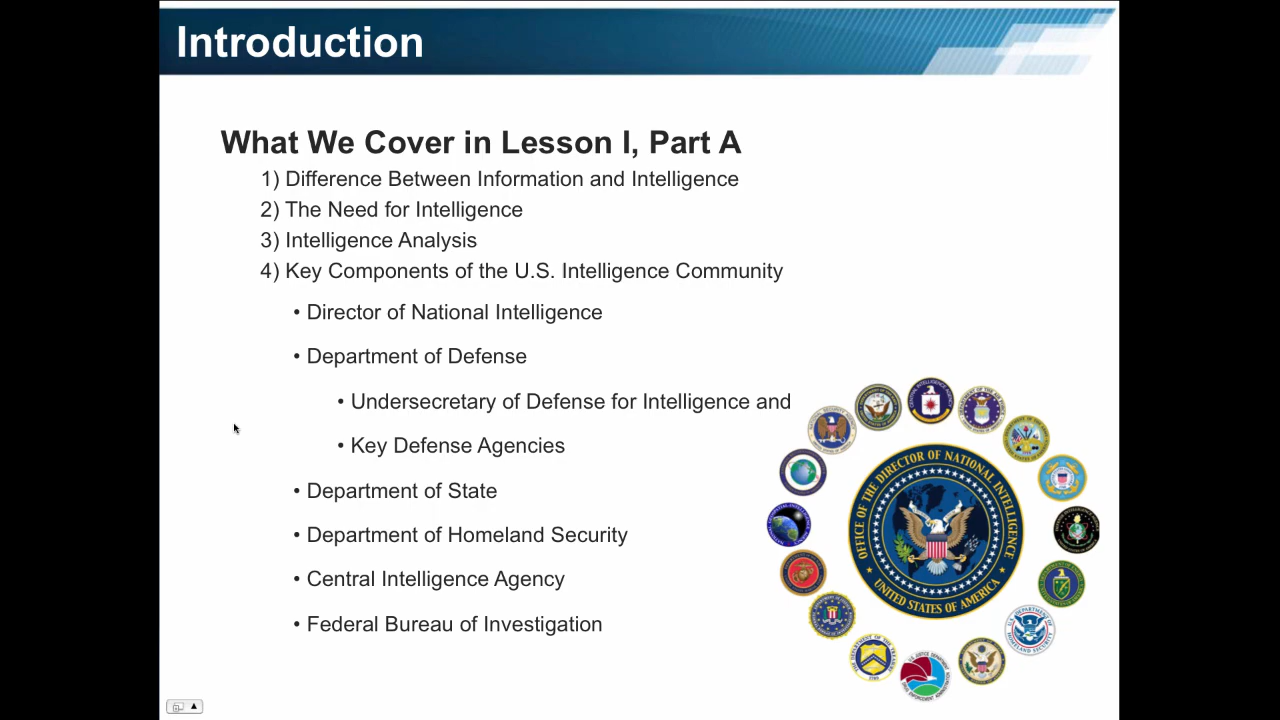 Introduction
What We Cover in Lesson I, Part A
1) Difference Between Information and Intelligence
2) The Need for Intelligence
3) Intelligence Analysis
4) Key Components of the U.S. Intelligence Community
• Director of National Intelligence
• Department of Defense
• Undersecretary of Defense for Intelligence and
• Key Defense Agencies
• Department of State
• Department of Homeland Security
• Central Intelligence Agency
• Federal Bureau of Investigation
OFFICE OF THE DIRECTOR OF NATIONAL INTELLIGENCE
UNITED STATES OF AMERICA